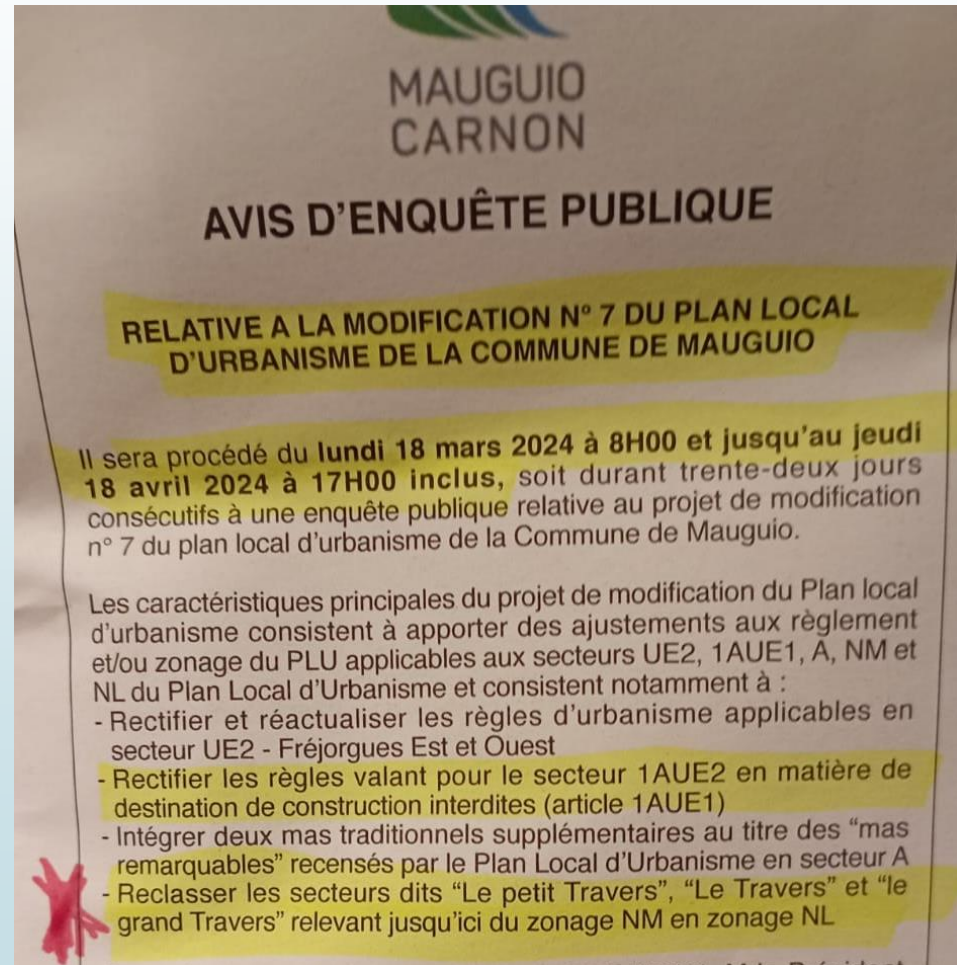 MAUGUIO
CARNON
AVIS D'ENQUÊTE PUBLIQUE
RELATIVE A LA MODIFICATION N° 7 DU PLAN LOCAL
D'URBANISME DE LA COMMUNE DE MAUGUIO
Il sera procédé du lundi 18 mars 2024 à 8H00 et jusqu'au jeudi
18 avril 2024 à 17H00 inclus, soit durant trente-deux jours
consécutifs à une enquête publique relative au projet de modification
n° 7 du plan local d'urbanisme de la Commune de Mauguio.
Les caractéristiques principales du projet de modification du Plan local
d'urbanisme consistent à apporter des ajustements aux règlement
et/ou zonage du PLU applicables aux secteurs UE2, 1AUE1, A, NM et
NL du Plan Local d'Urbanisme et consistent notamment à :
- Rectifier et réactualiser les règles d'urbanisme applicables en
secteur UE2 - Fréjorgues Est et Ouest
- Rectifier les règles valant pour le secteur 1AUE2 en matière de
destination de construction interdites (article 1AUE1)
- Intégrer deux mas traditionnels supplémentaires au titre des "mas
remarquables" recensés par le Plan Local d'Urbanisme en secteur A
- Reclasser les secteurs dits "Le petit Travers", "Le Travers" et "le
grand Travers" relevant jusqu'ici du zonage NM en zonage NL